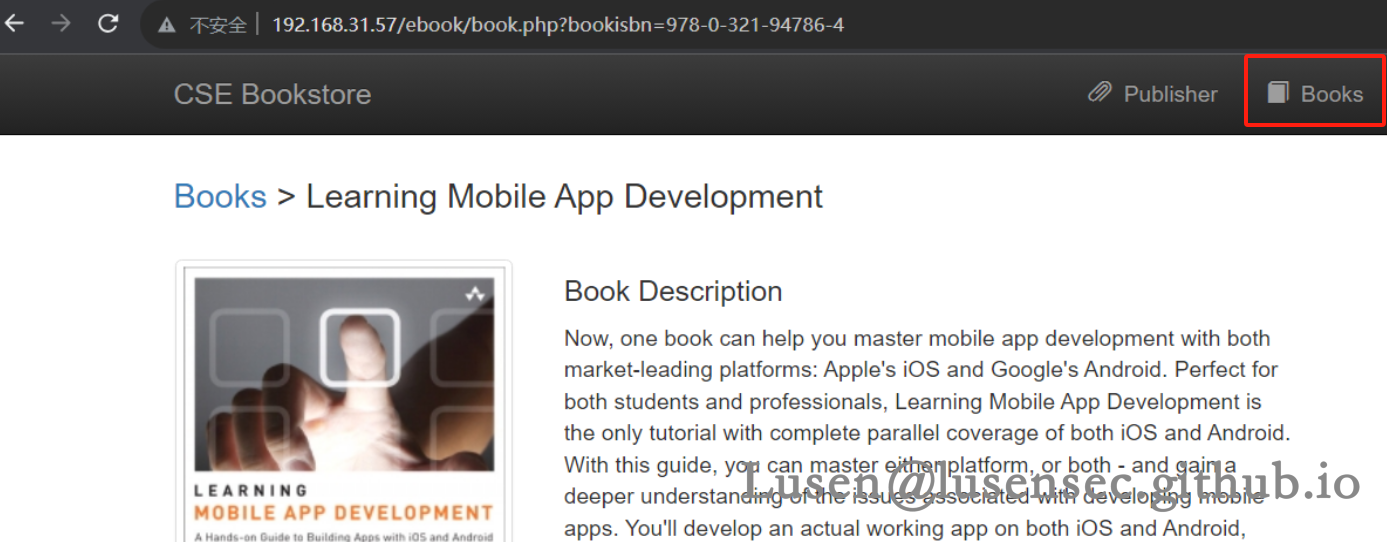 不安全 192.168.31.57/ebook/book.php?bookisbn=978-0-321-94786-4
CSE Bookstore
Publisher
Books
Books > Learning Mobile App Development
LEARNING
MOBILE APP DEVELOPMENT
A Hands-on Guide to Building Apps with iOS and Android
Book Description
Now, one book can help you master mobile app development with both
market-leading platforms: Apple's iOS and Google's Android. Perfect for
both students and professionals, Learning Mobile App Development is
the only tutorial with complete parallel coverage of both iOS and Android.
With this guide, you can master either platform, or both - and gain a
deeper understanding of the issues associated with developing mobile
apps. You'll develop an actual working app on both iOS and Android,
Lusen@lusensec.github.io